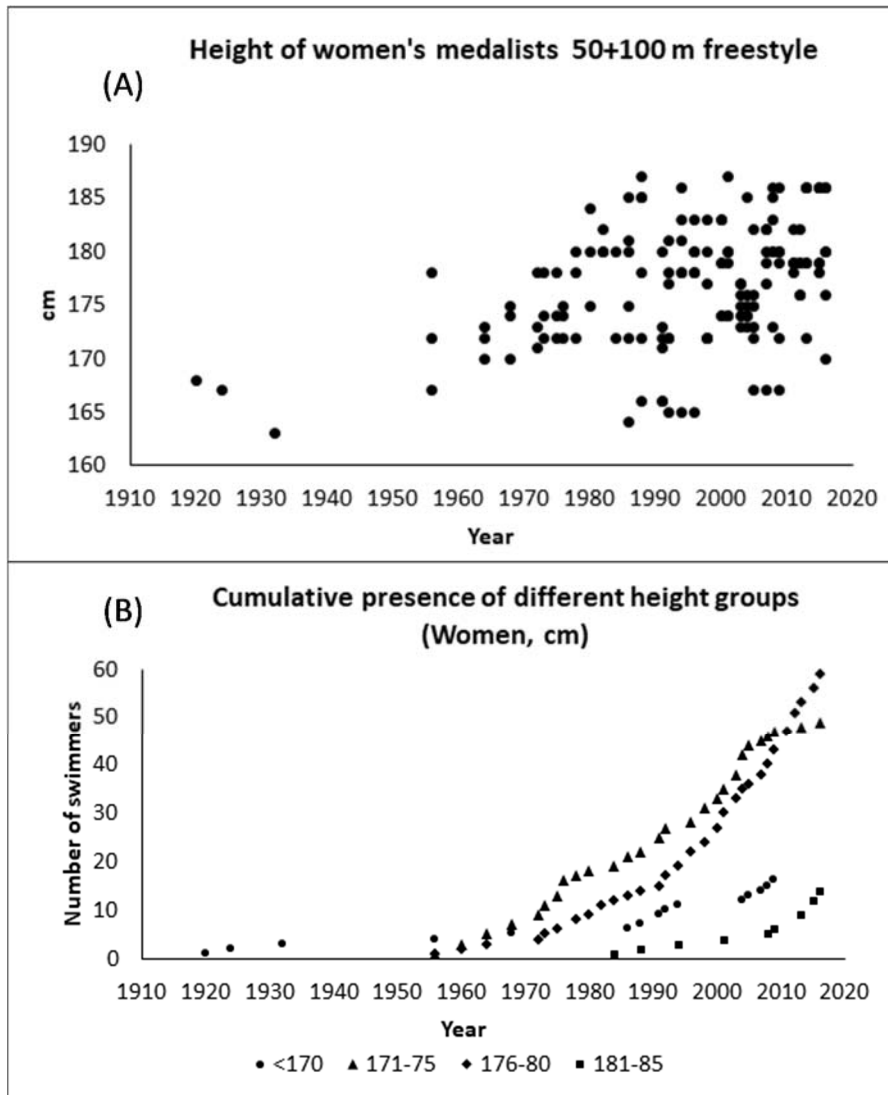 Height of women's medalists 50+100 m freestyle
(A)
190
185
180
175
170
165
160
cm
1910 1920 1930 1940 1950 1960 1970 1980 1990 2000 2010 2020
Year
(B)
Cumulative presence of different height groups
(Women, cm)
60
50
40
30
20
10
0
Number of swimmers
1910 1920 1930 1940 1950 1960 1970 1980 1990 2000 2010 2020
Year
<170 171-75 176-80 181-85